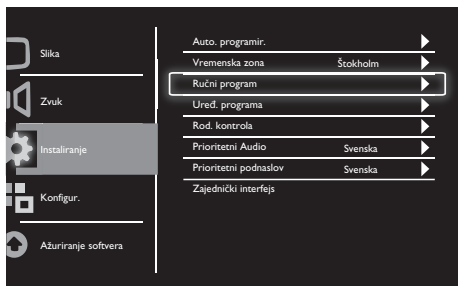 Slika
Zvuk
Instaliranje
Konfigur.
Ažuriranje softvera
Auto. programir.
Vremenska zona Štokholm
Ručni program
Uređ. programa
Rod. kontrola
Prioritetni Audio Svenska
Prioritetni podnaslov Svenska
Zajednički interfejs